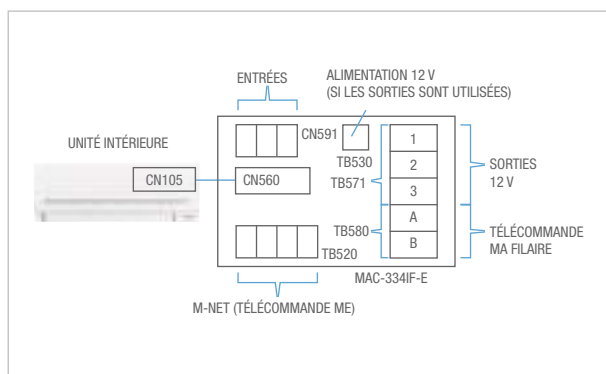 ENTRÉES
ALIMENTATION 12 V
(SI LES SORTIES SONT UTILISÉES)
UNITÉ INTÉRIEURE
CN591
1
TB530
2
SORTIES
12 V
CN105
CN560
TB571
3
TB580
A
TÉLÉCOMMANDE
MA FILAIRE
B
TB520
MAC-334IF-E
M-NET (TÉLÉCOMMANDE ME)